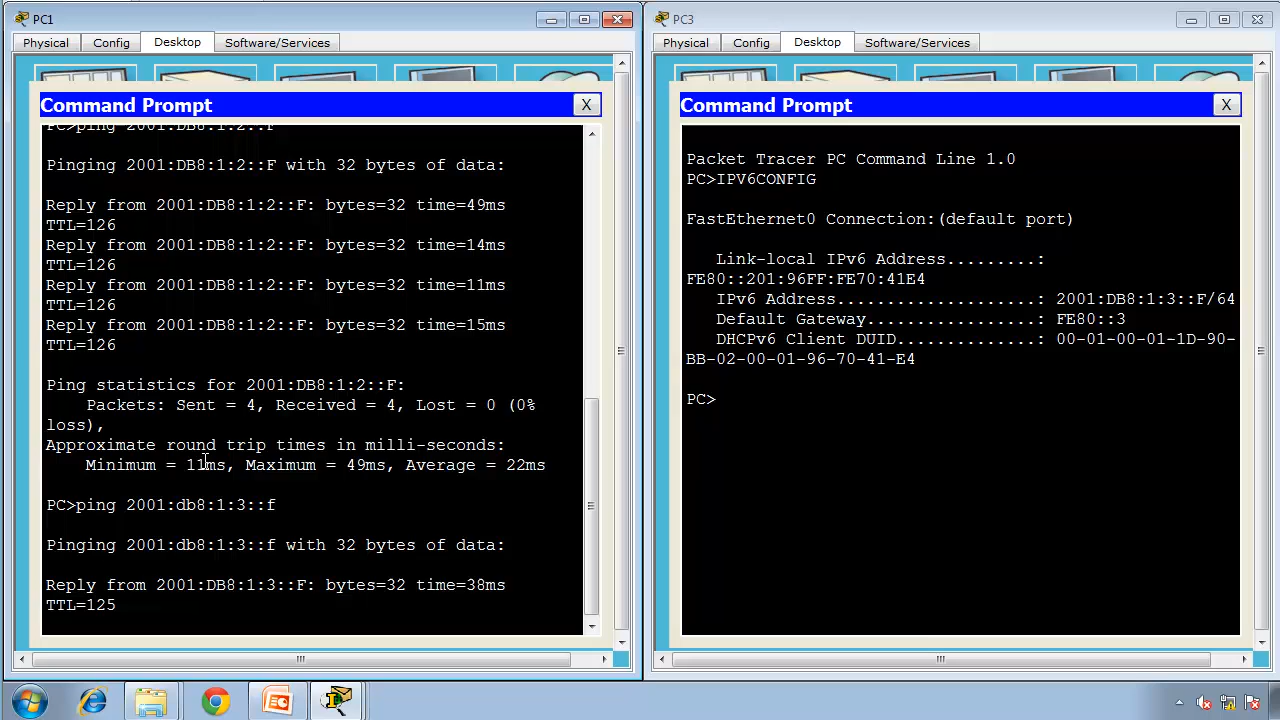 PC1
Physical Config Desktop Software/Services
Command Prompt X
PC>ping 2001:DB8:1:2::F
Pinging 2001:DB8:1:2::F with 32 bytes of data:
Reply from 2001:DB8:1:2::F: bytes=32 time=49ms
TTL=126
Reply from 2001:DB8:1:2::F: bytes=32 time=14ms
TTL=126
Reply from 2001:DB8:1:2::F: bytes=32 time=11ms
TTL=126
Reply from 2001:DB8:1:2::F: bytes=32 time=15ms
TTL=126
Ping statistics for 2001:DB8:1:2::F:
Packets: Sent = 4, Received = 4, Lost = 0 (0%
loss),
Approximate round trip times in milli-seconds:
Minimum = 11ms, Maximum = 49ms, Average = 22ms
PC>ping 2001:db8:1:3::f
Pinging 2001:db8:1:3::f with 32 bytes of data:
Reply from 2001:DB8:1:3::F: bytes=32 time=38ms
TTL=125
PC3
Physical Config Desktop Software/Services
Command Prompt X
Packet Tracer PC Command Line 1.0
PC>IPV6CONFIG
FastEthernet0 Connection:(default port)
Link-local IPv6 Address.........:
FE80::201:96FF:FE70:41E4
IPv6 Address....................: 2001:DB8:1:3::F/64
Default Gateway.................: FE80::3
DHCPv6 Client DUID..............: 00-01-00-01-1D-90-
BB-02-00-01-96-70-41-E4
PC>